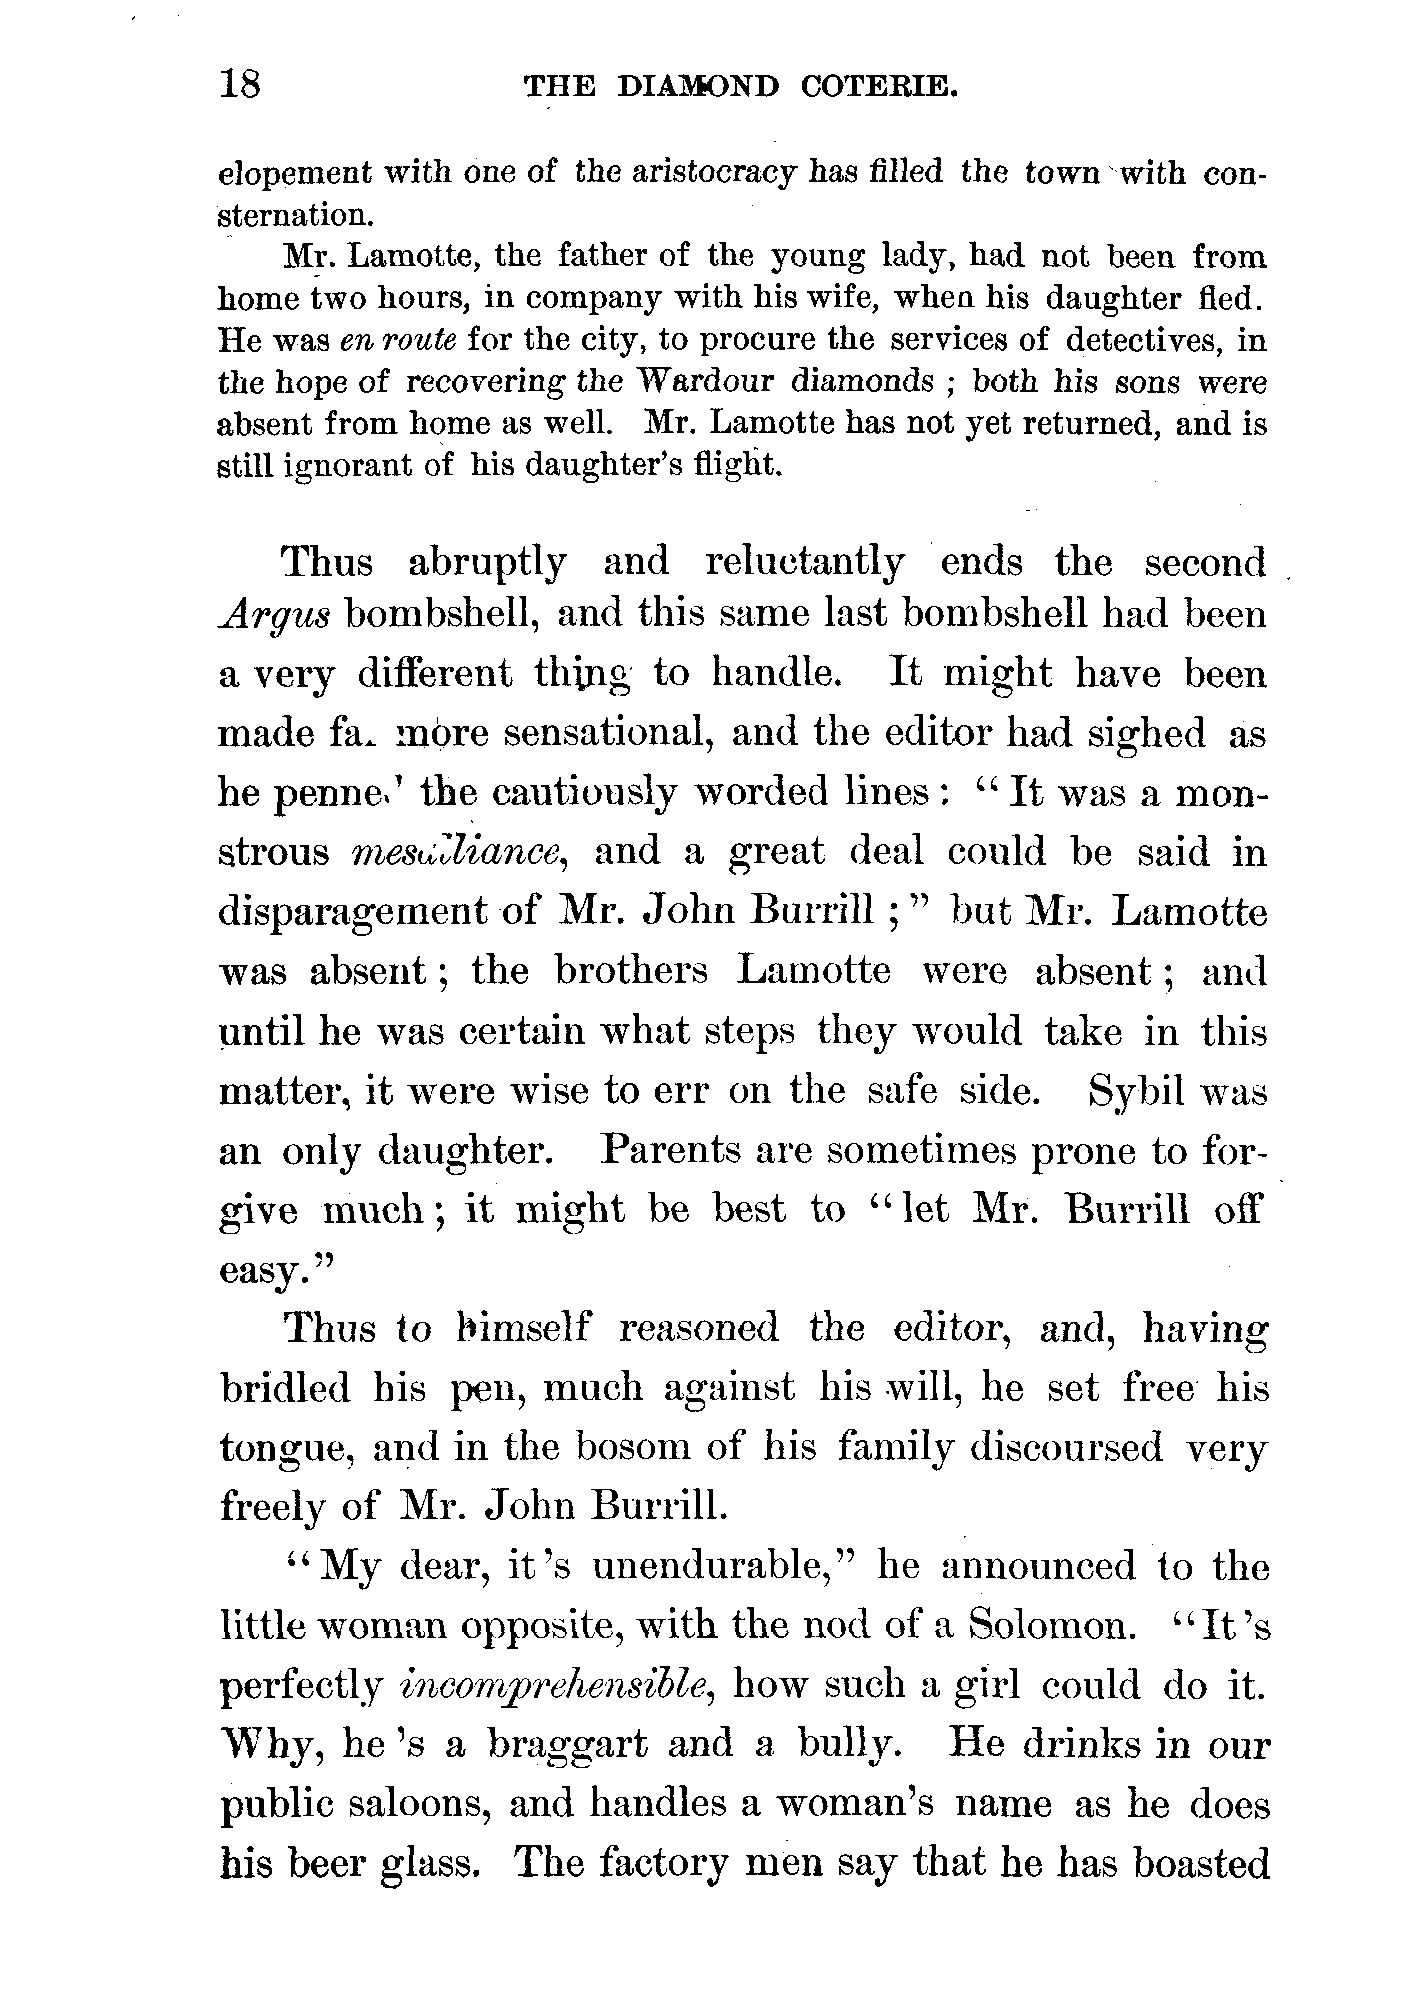 18 THE DIAMOND COTERIE.
elopement with one of the aristocracy has filled the town with con-
sternation.
Mr. Lamotte, the father of the young lady, had not been from
home two hours, in company with his wife, when his daughter fled.
He was en route for the city, to procure the services of detectives, in
the hope of recovering the Wardour diamonds ; both his sons were
absent from home as well. Mr. Lamotte has not yet returned, and is
still ignorant of his daughter's flight.
Thus abruptly and reluctantly ends the second
Argus bombshell, and this same last bombshell had been
a very different thing to handle. It might have been
made fa. more sensational, and the editor had sighed as
he penne.' the cautiously worded lines : “ It was a mon-
strous mesalliance, and a great deal could be said in
disparagement of Mr. John Burrill ; ” but Mr. Lamotte
was absent ; the brothers Lamotte were absent ; and
until he was certain what steps they would take in this
matter, it were wise to err on the safe side. Sybil was
an only daughter. Parents are sometimes prone to for-
give much ; it might be best to “ let Mr. Burrill off
easy.”
Thus to himself reasoned the editor, and, having
bridled his pen, much against his will, he set free his
tongue, and in the bosom of his family discoursed very
freely of Mr. John Burrill.
“ My dear, it 's unendurable,” he announced to the
little woman opposite, with the nod of a Solomon. “ It 's
perfectly incomprehensible, how such a girl could do it.
Why, he 's a braggart and a bully. He drinks in our
public saloons, and handles a woman's name as he does
his beer glass. The factory men say that he has boasted